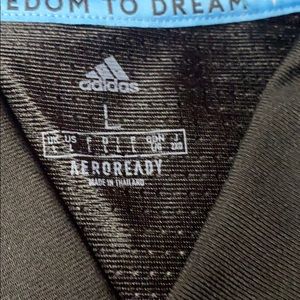 EDOM TO DREAM
adidas
L
AEROREADY
MADE IN THAILAND